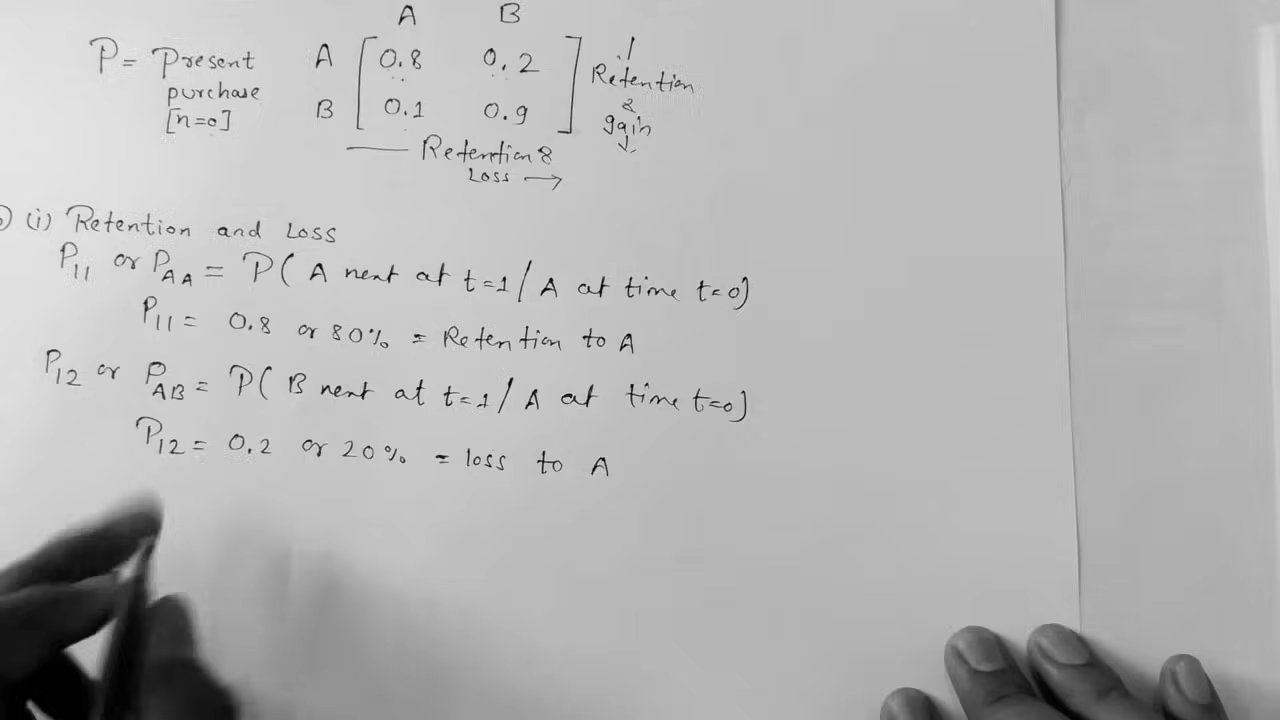 A B
P = Present A [ 0.8 0.2 ] Retention
purchase B 0.1 0.9 &
[n=0] gain
Retention &
Loss →
(i) Retention and Loss
P11 or PAA = P( A next at t=1 / A at time t=0)
P11 = 0.8 or 80% = Retention to A
P12 or PAB = P( B next at t=1 / A at time t=0)
P12 = 0.2 or 20% = loss to A